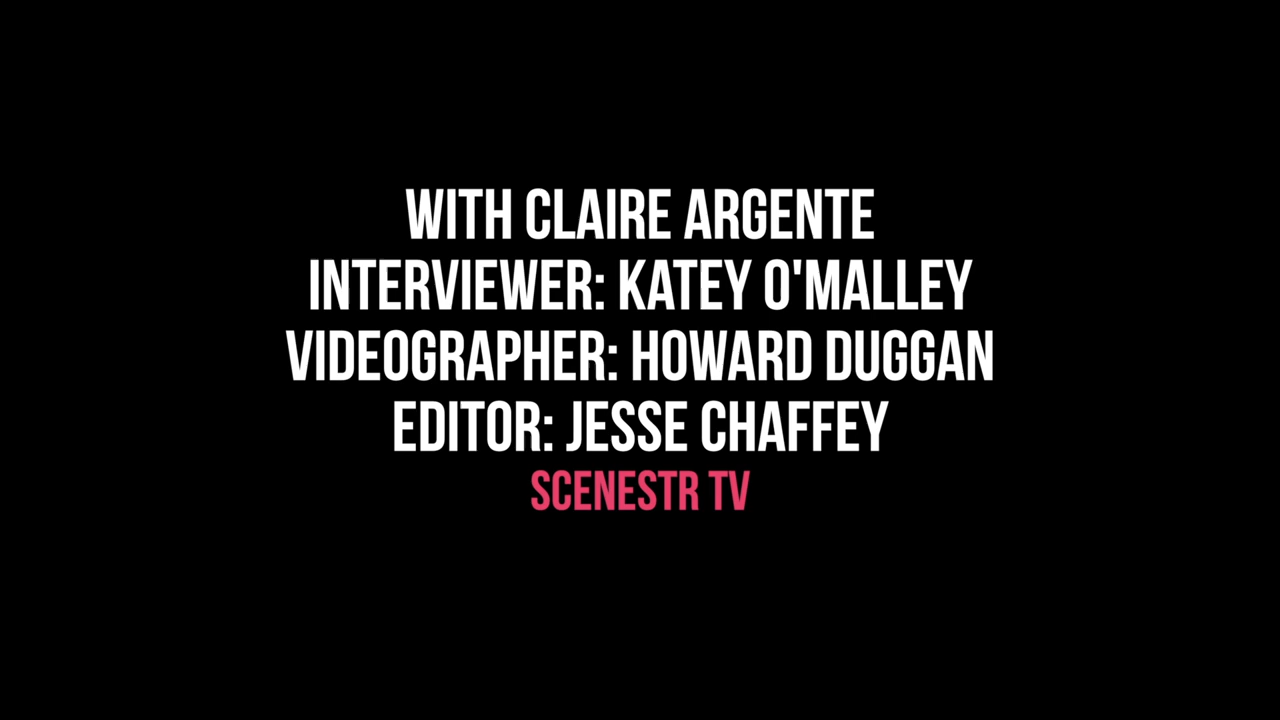 WITH CLAIRE ARGENTE
INTERVIEWER: KATEY O'MALLEY
VIDEOGRAPHER: HOWARD DUGGAN
EDITOR: JESSE CHAFFEY
SCENESTR TV